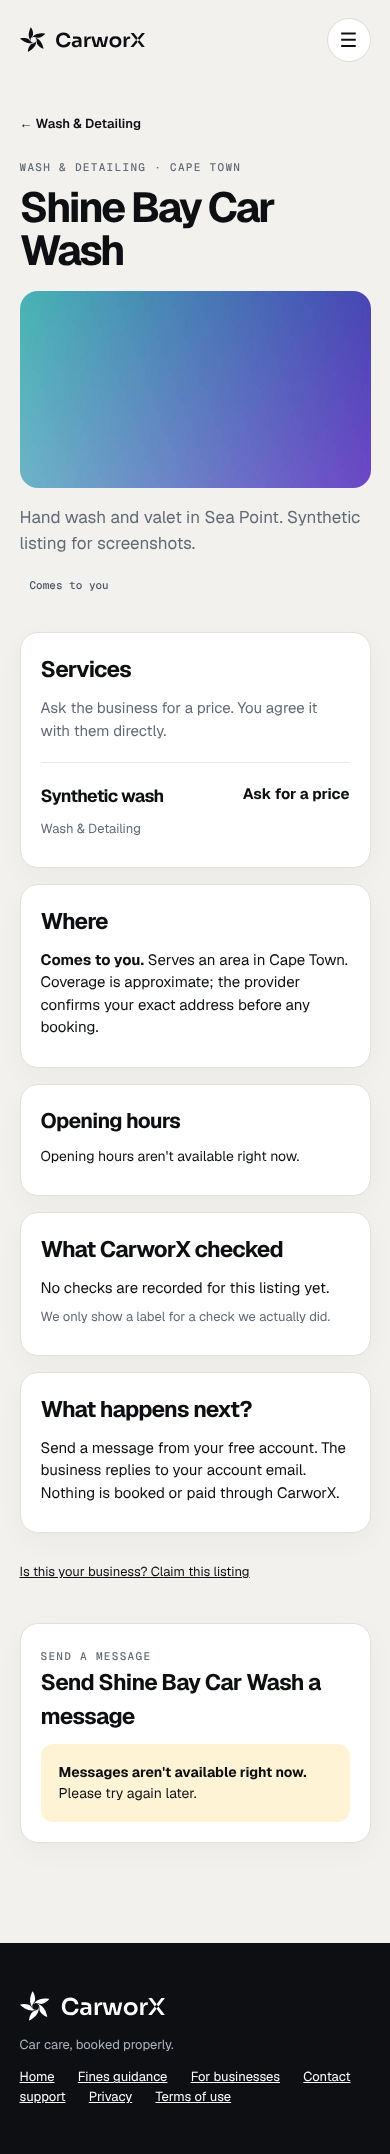 CarworX
☰
← Wash & Detailing
WASH & DETAILING · CAPE TOWN
Shine Bay Car
Wash
Hand wash and valet in Sea Point. Synthetic
listing for screenshots.
Comes to you
Services
Ask the business for a price. You agree it
with them directly.
Synthetic wash Ask for a price
Wash & Detailing
Where
Comes to you. Serves an area in Cape Town.
Coverage is approximate; the provider
confirms your exact address before any
booking.
Opening hours
Opening hours aren't available right now.
What CarworX checked
No checks are recorded for this listing yet.
We only show a label for a check we actually did.
What happens next?
Send a message from your free account. The
business replies to your account email.
Nothing is booked or paid through CarworX.
Is this your business? Claim this listing
SEND A MESSAGE
Send Shine Bay Car Wash a
message
Messages aren't available right now.
Please try again later.
CarworX
Car care, booked properly.
Home Fines guidance For businesses Contact
support Privacy Terms of use